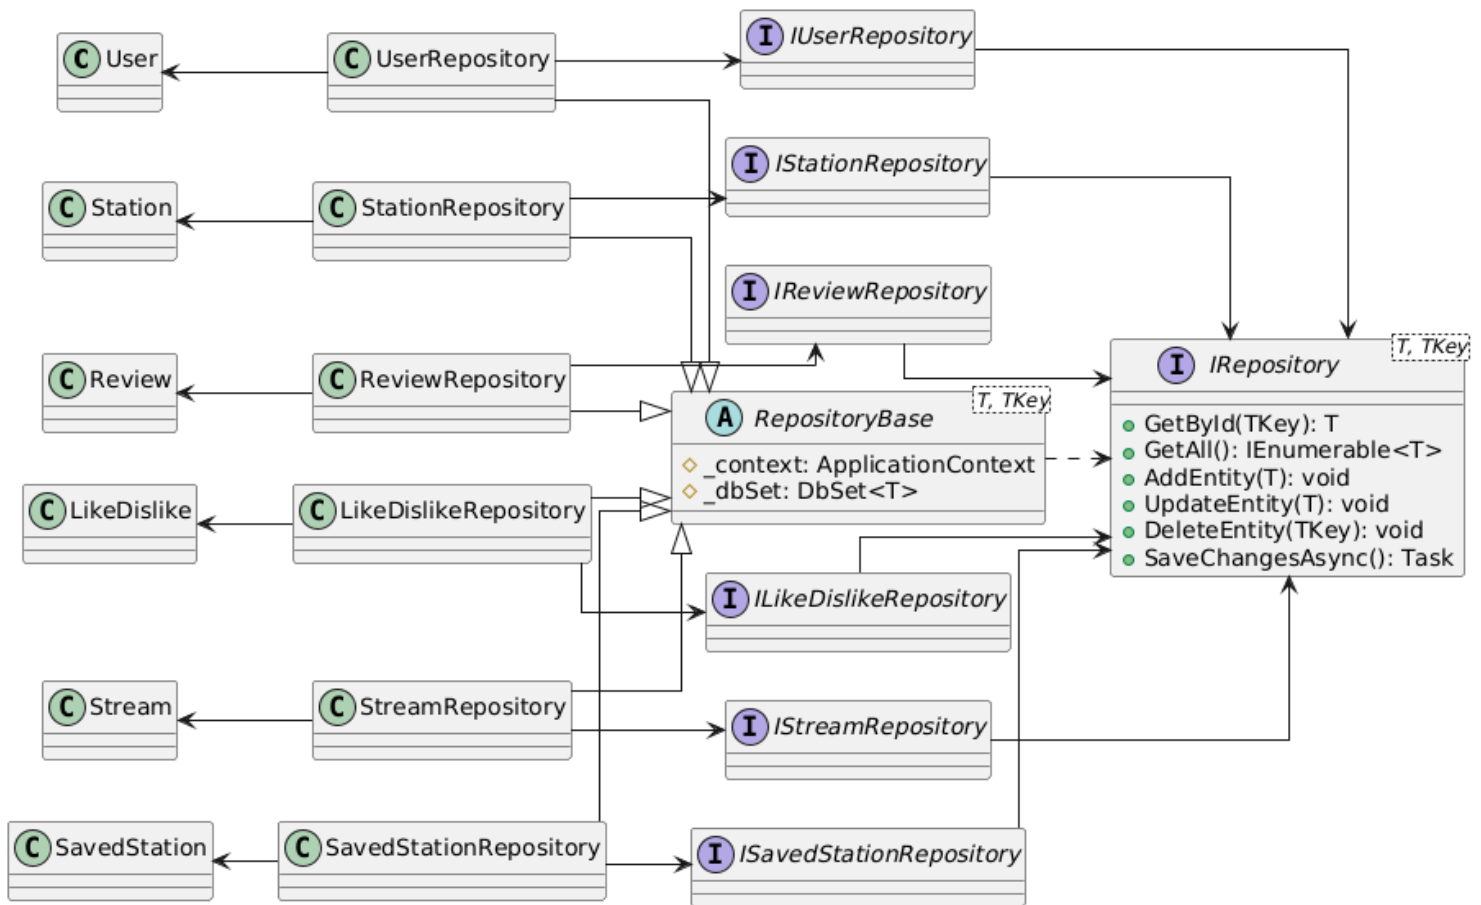 C User
C UserRepository
I IUserRepository
C Station
C StationRepository
I IStationRepository
C Review
C ReviewRepository
I IReviewRepository
A RepositoryBase
T, TKey
_context: ApplicationContext
_dbSet: DbSet<T>
I IRepository
T, TKey
GetById(TKey): T
GetAll(): IEnumerable<T>
AddEntity(T): void
UpdateEntity(T): void
DeleteEntity(TKey): void
SaveChangesAsync(): Task
C LikeDislike
C LikeDislikeRepository
I ILikeDislikeRepository
C Stream
C StreamRepository
I IStreamRepository
C SavedStation
C SavedStationRepository
I ISavedStationRepository